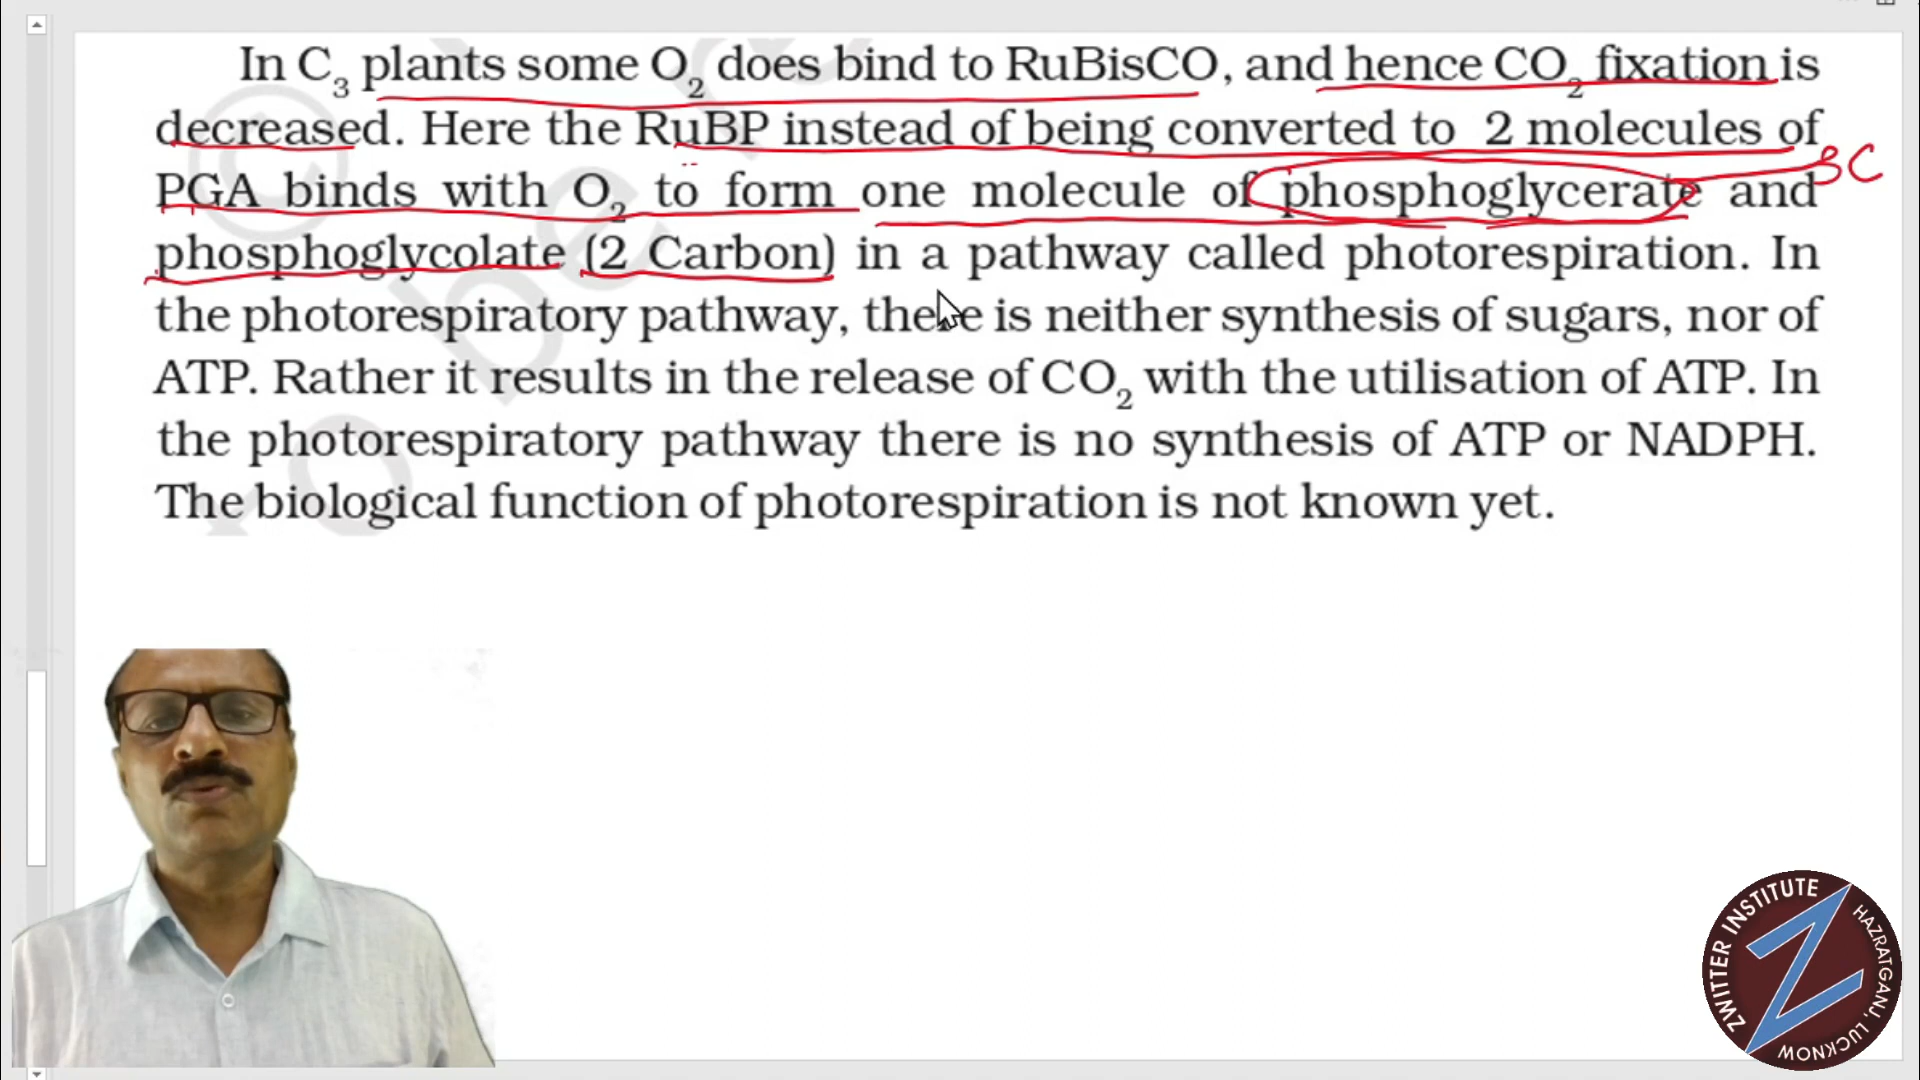 In C₃ plants some O₂ does bind to RuBisCO, and hence CO₂ fixation is
decreased. Here the RuBP instead of being converted to 2 molecules of
3C
PGA binds with O₂ to form one molecule of phosphoglycerate and
phosphoglycolate (2 Carbon) in a pathway called photorespiration. In
the photorespiratory pathway, there is neither synthesis of sugars, nor of
ATP. Rather it results in the release of CO₂ with the utilisation of ATP. In
the photorespiratory pathway there is no synthesis of ATP or NADPH.
The biological function of photorespiration is not known yet.
ZWITTER INSTITUTE
HAZRATGANJ, LUCKNOW
Z